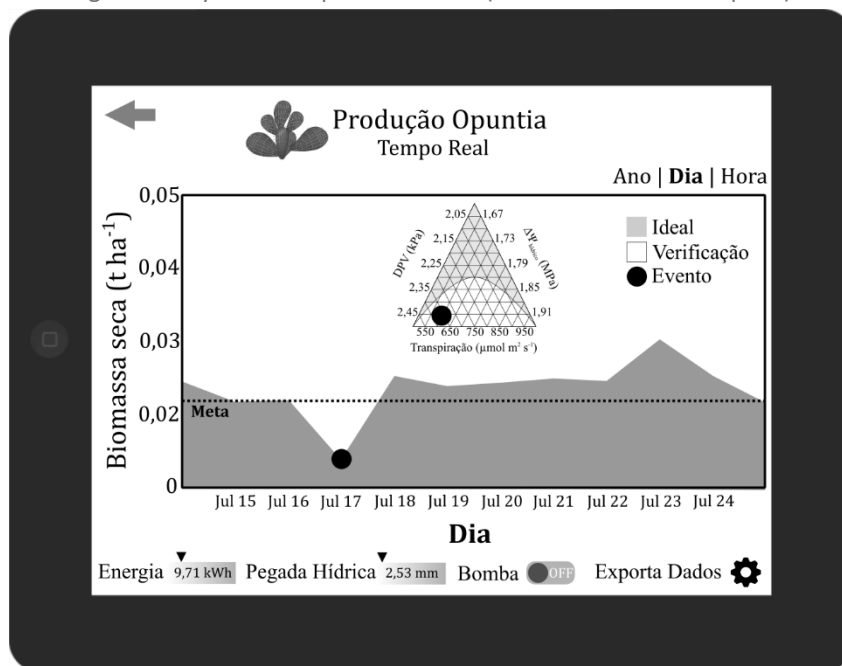 Produção Opuntia
Tempo Real
Ano | Dia | Hora
Biomassa seca (t ha⁻¹)
0,05
0,04
0,03
0,02
0
Meta
DPV (kPa)
2,05
2,15
2,25
2,35
2,45
ΔΨ (MPa)
1,67
1,73
1,79
1,85
1,91
550 650 750 850 950
Transpiração (µmol m² s⁻¹)
Ideal
Verificação
Evento
Jul 15 Jul 16 Jul 17 Jul 18 Jul 19 Jul 20 Jul 21 Jul 22 Jul 23 Jul 24
Dia
Energia 9,71 kWh Pegada Hídrica 2,53 mm Bomba OFF Exporta Dados